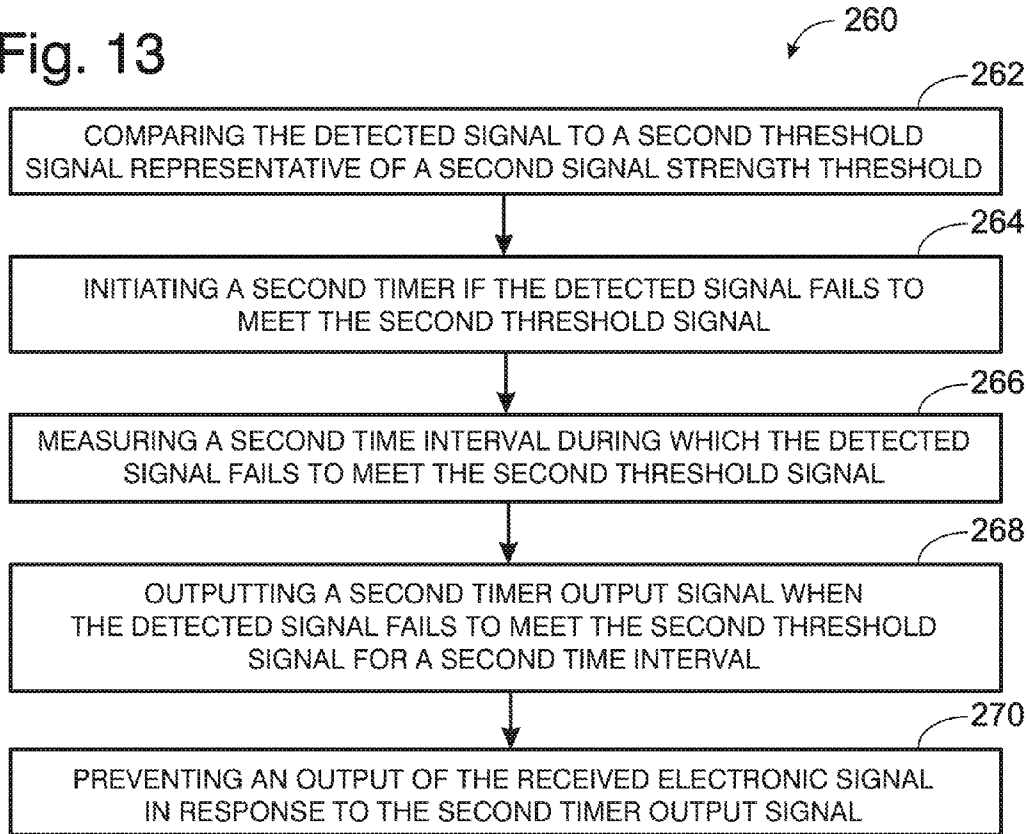 Fig. 13
260
262
COMPARING THE DETECTED SIGNAL TO A SECOND THRESHOLD
SIGNAL REPRESENTATIVE OF A SECOND SIGNAL STRENGTH THRESHOLD
264
INITIATING A SECOND TIMER IF THE DETECTED SIGNAL FAILS TO
MEET THE SECOND THRESHOLD SIGNAL
266
MEASURING A SECOND TIME INTERVAL DURING WHICH THE DETECTED
SIGNAL FAILS TO MEET THE SECOND THRESHOLD SIGNAL
268
OUTPUTTING A SECOND TIMER OUTPUT SIGNAL WHEN
THE DETECTED SIGNAL FAILS TO MEET THE SECOND THRESHOLD
SIGNAL FOR A SECOND TIME INTERVAL
270
PREVENTING AN OUTPUT OF THE RECEIVED ELECTRONIC SIGNAL
IN RESPONSE TO THE SECOND TIMER OUTPUT SIGNAL